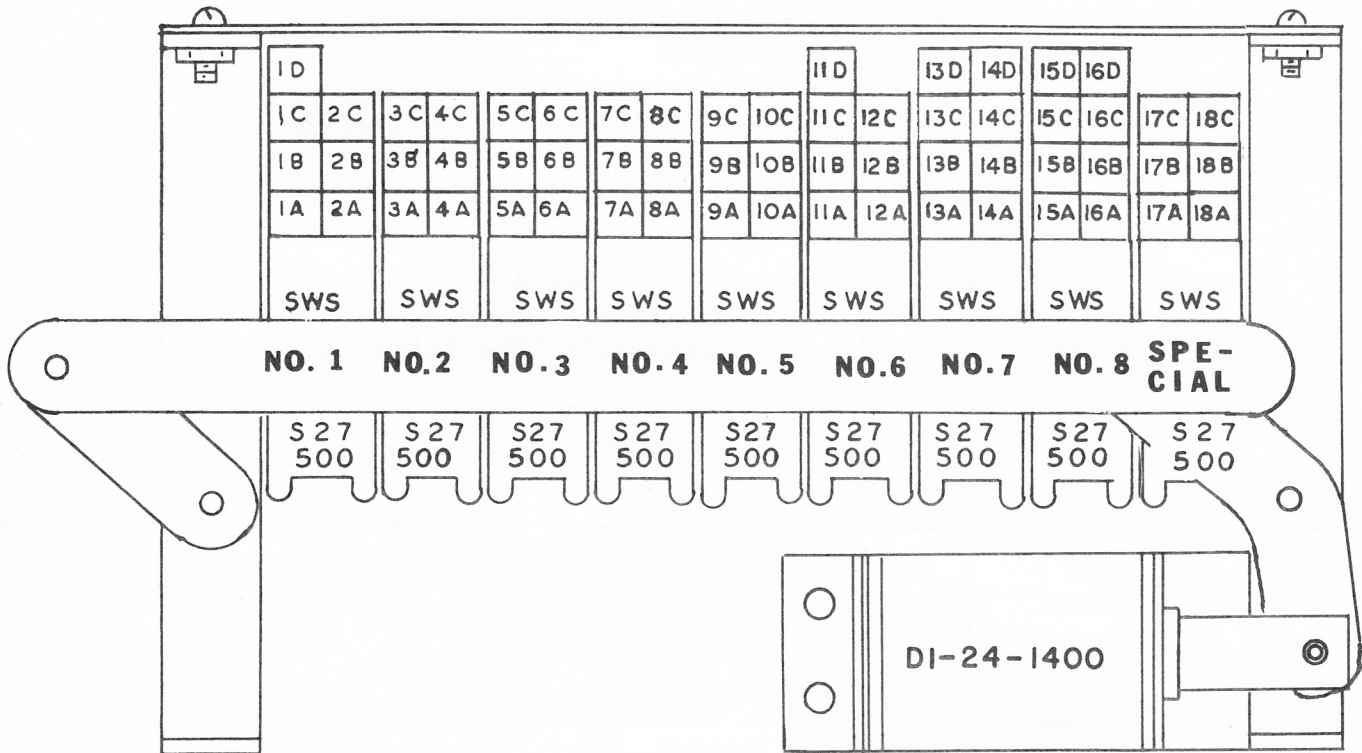 1D 11D 13D 14D 15D 16D
1C 2C 3C 4C 5C 6C 7C 8C 9C 10C 11C 12C 13C 14C 15C 16C 17C 18C
1B 2B 3B 4B 5B 6B 7B 8B 9B 10B 11B 12B 13B 14B 15B 16B 17B 18B
1A 2A 3A 4A 5A 6A 7A 8A 9A 10A 11A 12A 13A 14A 15A 16A 17A 18A
SWS SWS SWS SWS SWS SWS SWS SWS SWS
NO. 1 NO. 2 NO. 3 NO. 4 NO. 5 NO. 6 NO. 7 NO. 8 SPE-
CIAL
S27 S27 S27 S27 S27 S27 S27 S27 S27
500 500 500 500 500 500 500 500 500
D1-24-1400